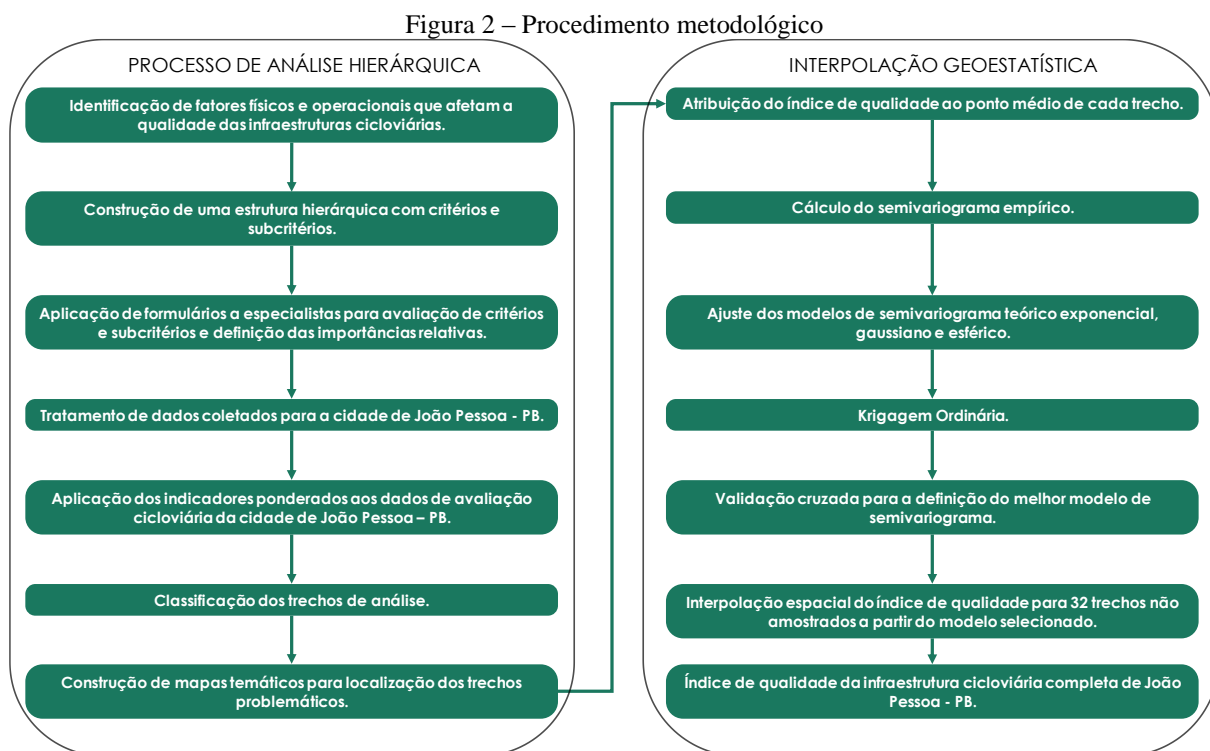 Figura 2 – Procedimento metodológico
PROCESSO DE ANÁLISE HIERÁRQUICA
Identificação de fatores físicos e operacionais que afetam a
qualidade das infraestruturas cicloviárias.
Construção de uma estrutura hierárquica com critérios e
subcritérios.
Aplicação de formulários a especialistas para avaliação de critérios
e subcritérios e definição das importâncias relativas.
Tratamento de dados coletados para a cidade de João Pessoa - PB.
Aplicação dos indicadores ponderados aos dados de avaliação
cicloviária da cidade de João Pessoa – PB.
Classificação dos trechos de análise.
Construção de mapas temáticos para localização dos trechos
problemáticos.
INTERPOLAÇÃO GEOESTATÍSTICA
Atribuição do índice de qualidade ao ponto médio de cada trecho.
Cálculo do semivariograma empírico.
Ajuste dos modelos de semivariograma teórico exponencial,
gaussiano e esférico.
Krigagem Ordinária.
Validação cruzada para a definição do melhor modelo de
semivariograma.
Interpolação espacial do índice de qualidade para 32 trechos não
amostrados a partir do modelo selecionado.
Índice de qualidade da infraestrutura cicloviária completa de João
Pessoa - PB.